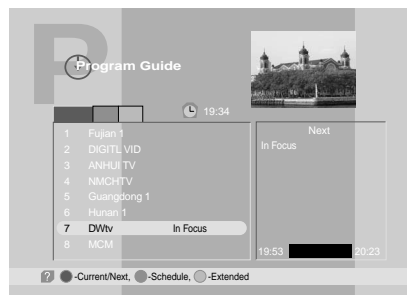 P
Program Guide
19:34
1 Fujian 1
2 DIGITL VID
3 ANHUI TV
4 NMCHTV
5 Guangdong 1
6 Hunan 1
7 DWtv In Focus
8 MCM
Next
In Focus
19:53 20:23
? -Current/Next, -Schedule, -Extended